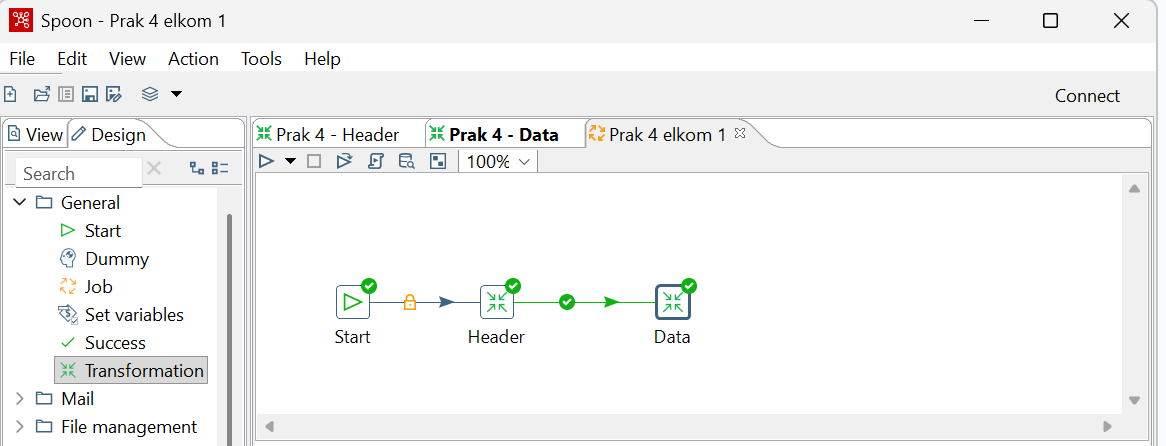 Spoon - Prak 4 elkom 1
File Edit View Action Tools Help
Connect
View Design
Prak 4 - Header Prak 4 - Data Prak 4 elkom 1
Search
100%
General
Start
Dummy
Job
Set variables
Success
Transformation
Mail
File management
Start Header Data